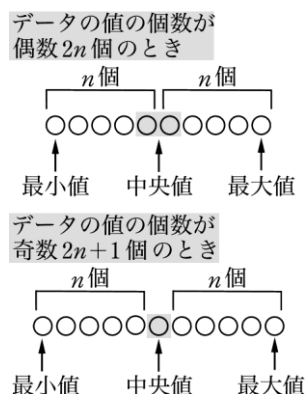 データの値の個数が
偶数2n個のとき
n個 n個
最小値 中央値 最大値
データの値の個数が
奇数2n+1個のとき
n個 n個
最小値 中央値 最大値